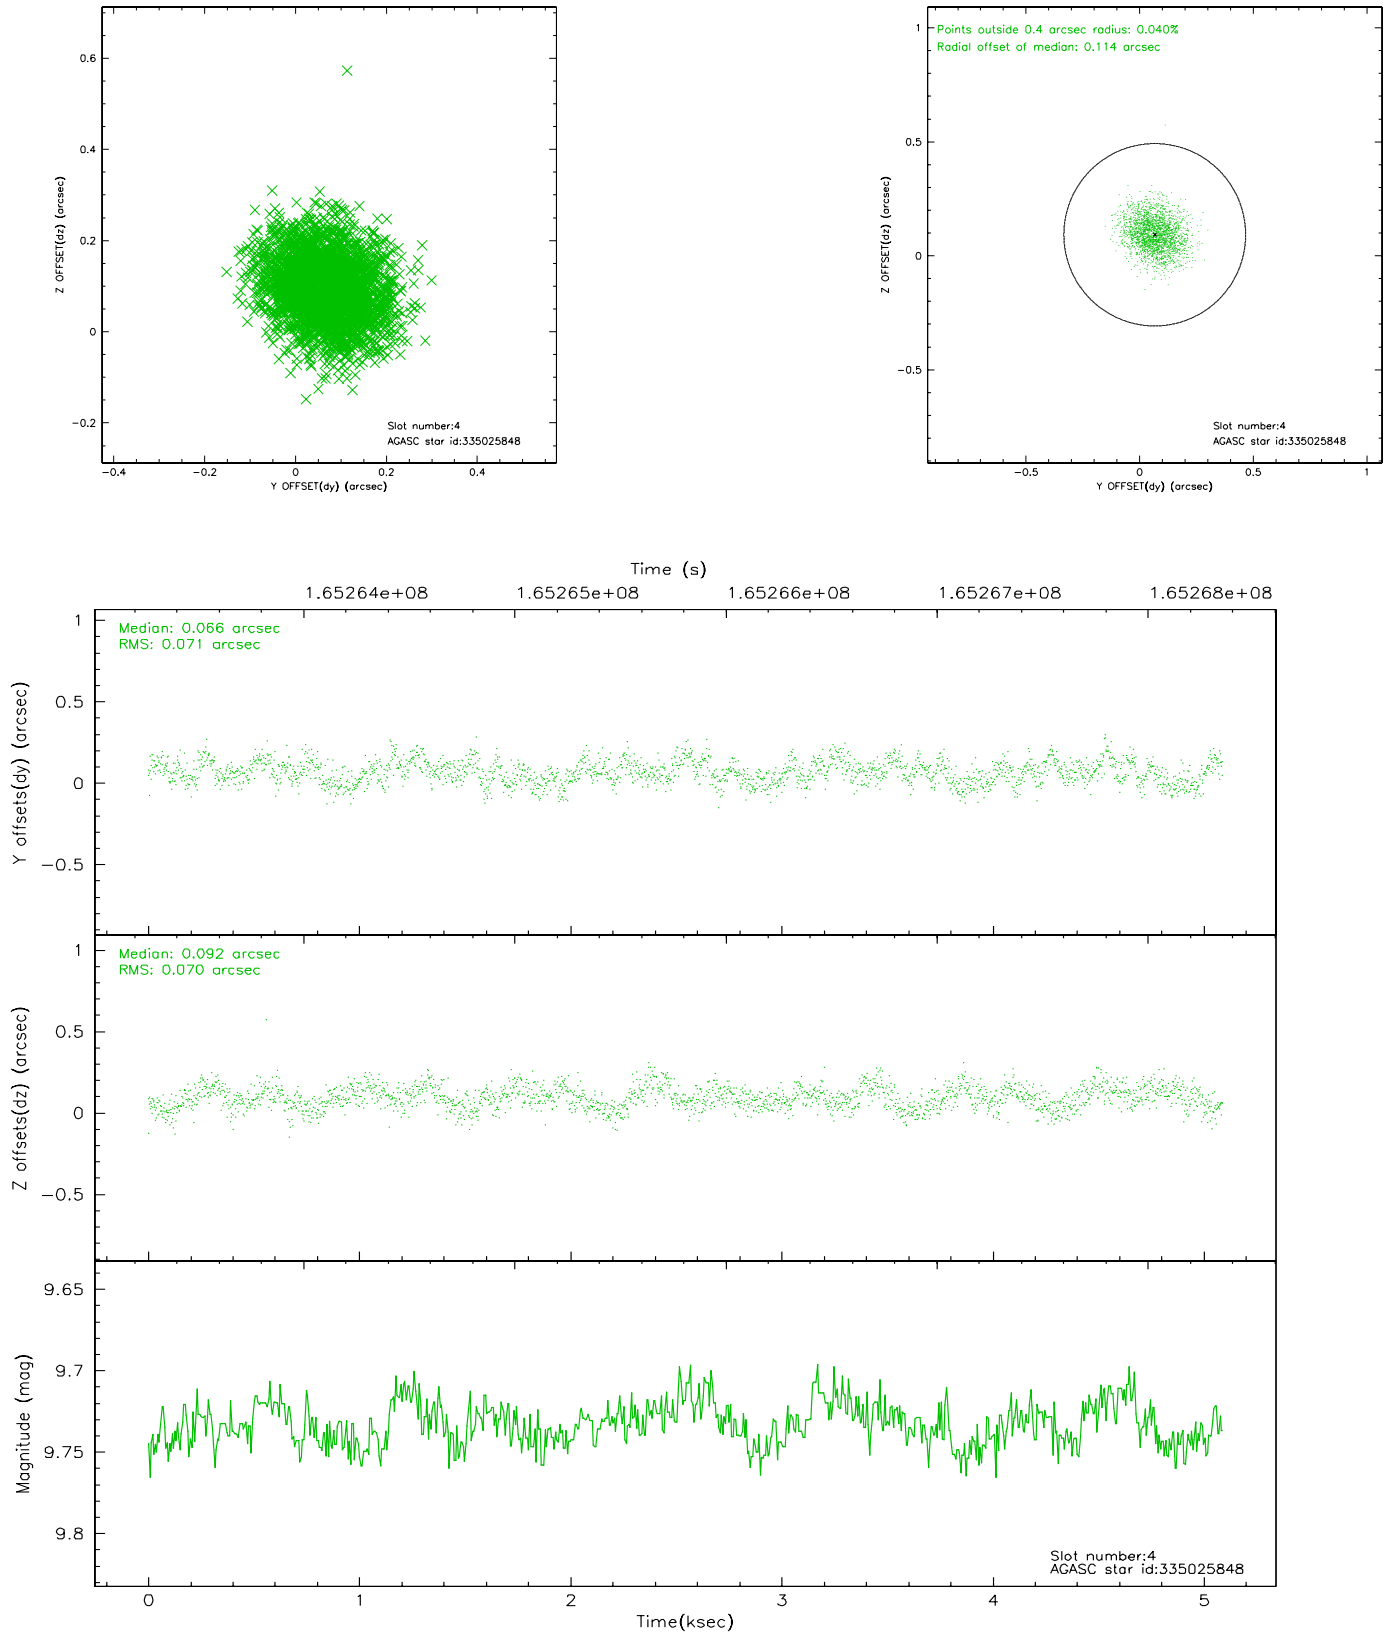 0.6
0.4
0.2
0
−0.2
Z OFFSET(dz) (arcsec)
Slot number:4
AGASC star id:335025848
−0.4
−0.2
0
0.2
0.4
Y OFFSET(dy) (arcsec)
Points outside 0.4 arcsec radius: 0.040%
Radial offset of median: 0.114 arcsec
1
0.5
0
−0.5
Z OFFSET(dz) (arcsec)
Slot number:4
AGASC star id:335025848
−0.5
0
0.5
1
Y OFFSET(dy) (arcsec)
Time (s)
1.65264e+08
1.65265e+08
1.65266e+08
1.65267e+08
1.65268e+08
Median: 0.066 arcsec
RMS: 0.071 arcsec
1
0.5
0
−0.5
Y offsets(dy) (arcsec)
Median: 0.092 arcsec
RMS: 0.070 arcsec
1
0.5
0
−0.5
Z offsets(dz) (arcsec)
9.65
9.7
9.75
9.8
Magnitude (mag)
Slot number:4
AGASC star id:335025848
0
1
2
3
4
5
Time(ksec)